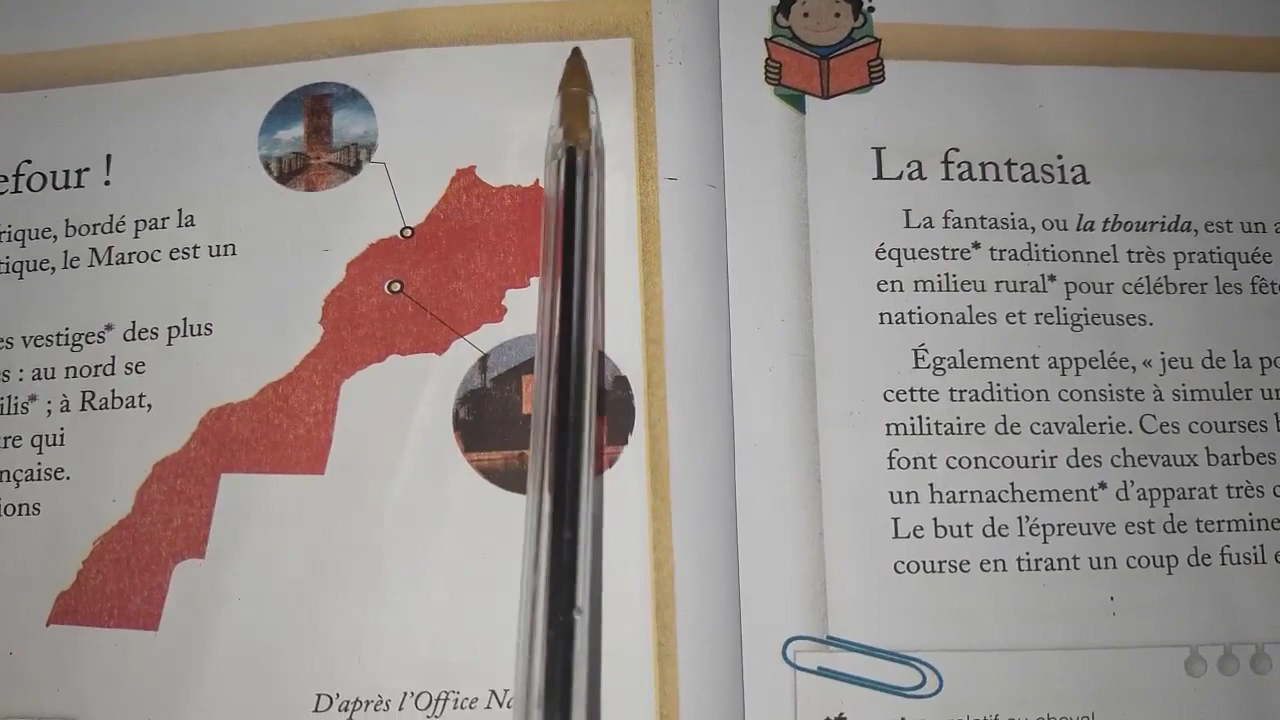 efour !
rique, bordé par la
tique, le Maroc est un
es vestiges* des plus
s : au nord se
ilis* ; à Rabat,
re qui
nçaise.
ions
D'après l'Office Na
La fantasia
La fantasia, ou la tbourida, est un a
équestre* traditionnel très pratiquée
en milieu rural* pour célébrer les fêt
nationales et religieuses.
Également appelée, « jeu de la po
cette tradition consiste à simuler un
militaire de cavalerie. Ces courses
font concourir des chevaux barbes
un harnachement* d'apparat très
Le but de l'épreuve est de termine
course en tirant un coup de fusil e